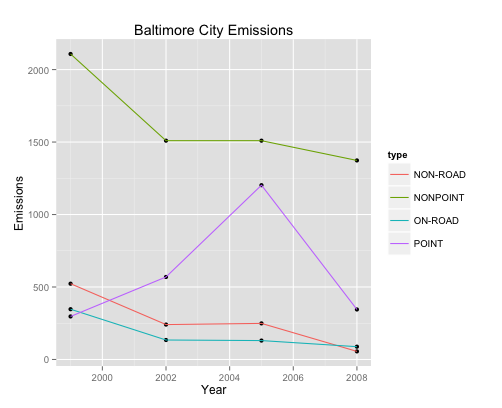 Baltimore City Emissions
2000
1500
1000
500
0
Emissions
2000
2002
2004
2006
2008
Year
type
NON-ROAD
NONPOINT
ON-ROAD
POINT